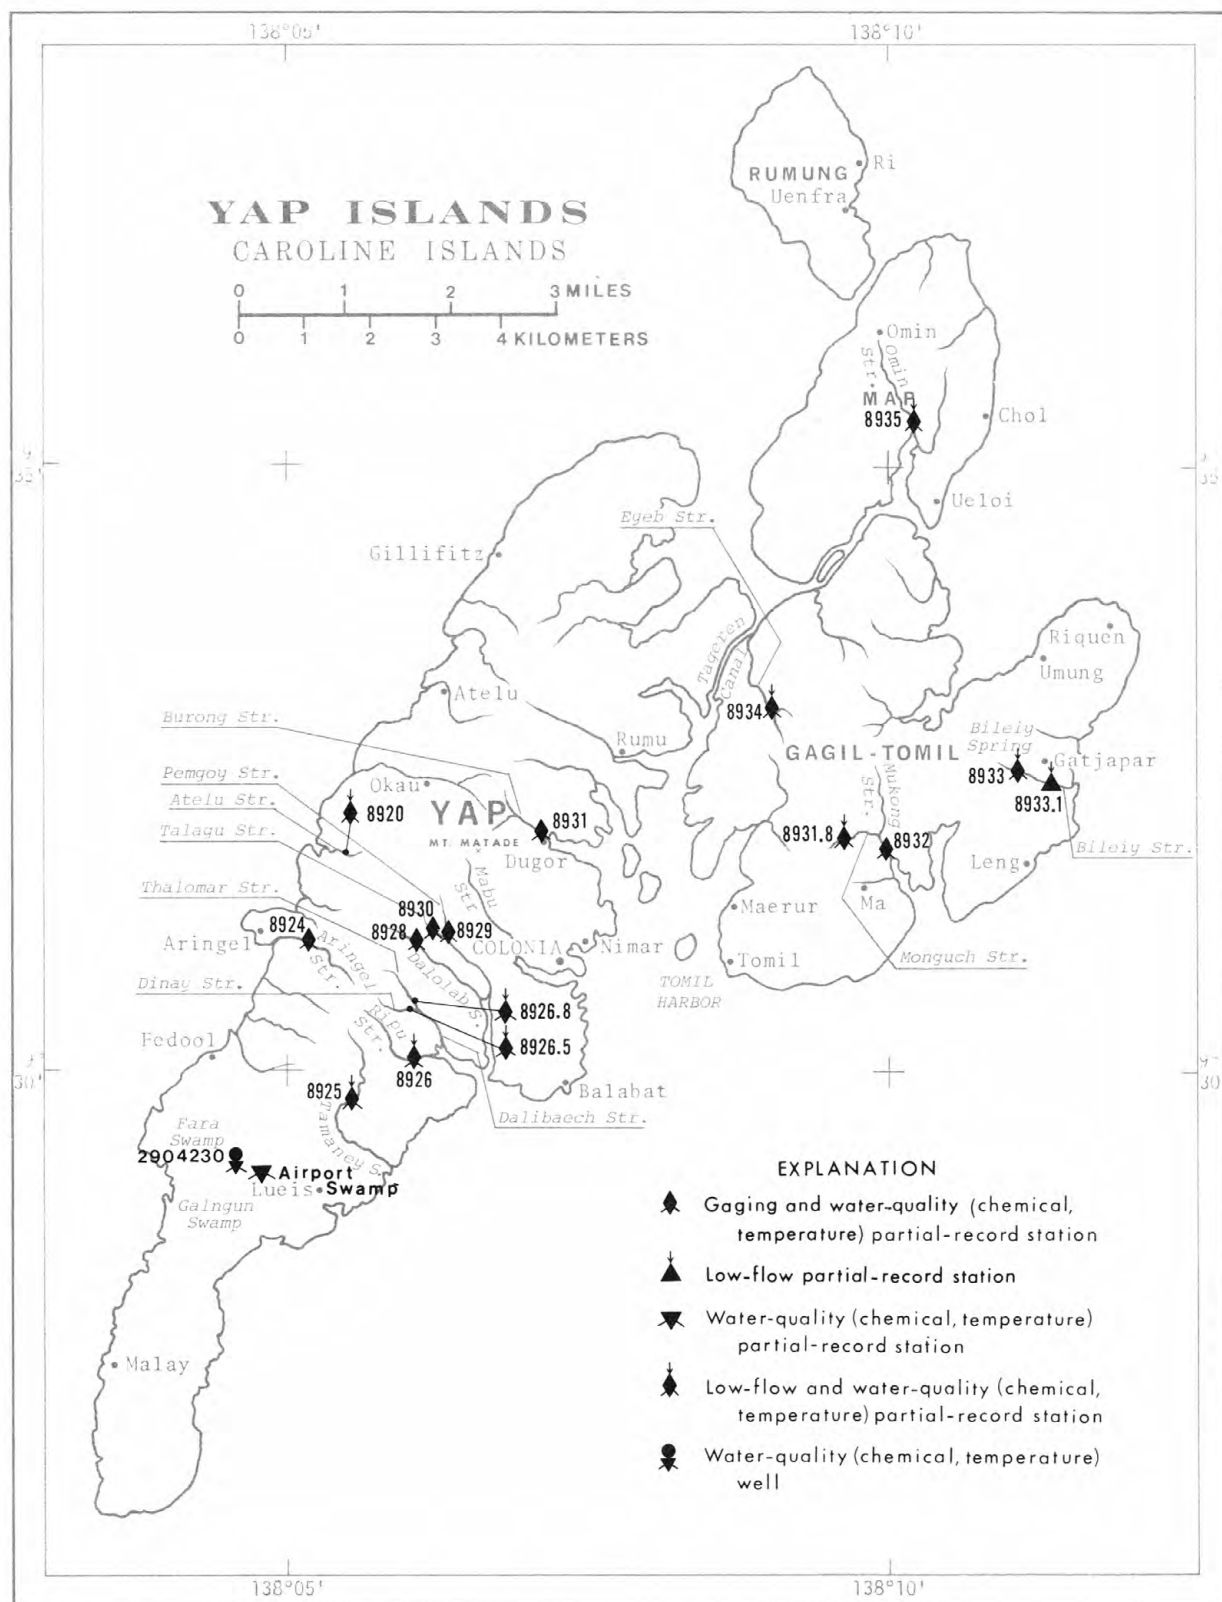 138°05' 138°10'
YAP ISLANDS
CAROLINE ISLANDS
0 1 2 3 MILES
0 1 2 3 4 KILOMETERS
RUMUNG
Ri
Uenfra
Omin
Omin
Str.
MAP
8935
Chol
Ueloi
35'
Egeb Str.
Gillifitz
Tageren
Canal
Riquen
Umung
Atelu
Burong Str.
Rumu
8934
GAGIL-TOMIL
Bileiy
Spring
Gatjapar
8933
8933.1
Pemgoy Str.
Okau
YAP
MT. MATADE
8920
8931
Dugor
Atelu Str.
Talagu Str.
Mukong
Str.
8931.8
8932
Leng
Bileiy Str.
Thalomar Str.
Mabu
Str
8930
8928
8929
8924
Aringel
Aringel
Str.
COLONIA
Nimar
Maerur
Ma
Tomil
Monguch Str.
TOMIL
HARBOR
Dinay Str.
Dalolab S.
Ripu
Str.
8926.8
8926.5
Fedool
8926
30' 30'
8925
Balabat
Dalibaech Str.
Tamaney S.
Fara
Swamp
2904230
Airport
Lueis Swamp
Galngun
Swamp
Malay
EXPLANATION
Gaging and water-quality (chemical,
temperature) partial-record station
Low-flow partial-record station
Water-quality (chemical, temperature)
partial-record station
Low-flow and water-quality (chemical,
temperature) partial-record station
Water-quality (chemical, temperature)
well
138°05' 138°10'